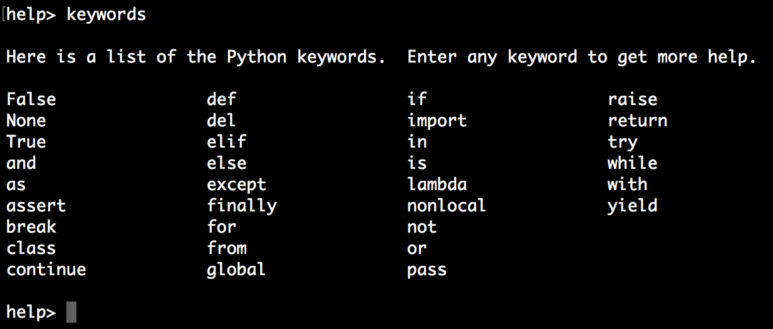 help> keywords
Here is a list of the Python keywords.  Enter any keyword to get more help.
False               def                 if                  raise
None                del                 import              return
True                elif                in                  try
and                 else                is                  while
as                  except              lambda              with
assert              finally             nonlocal            yield
break               for                 not
class               from                or
continue            global              pass
help>